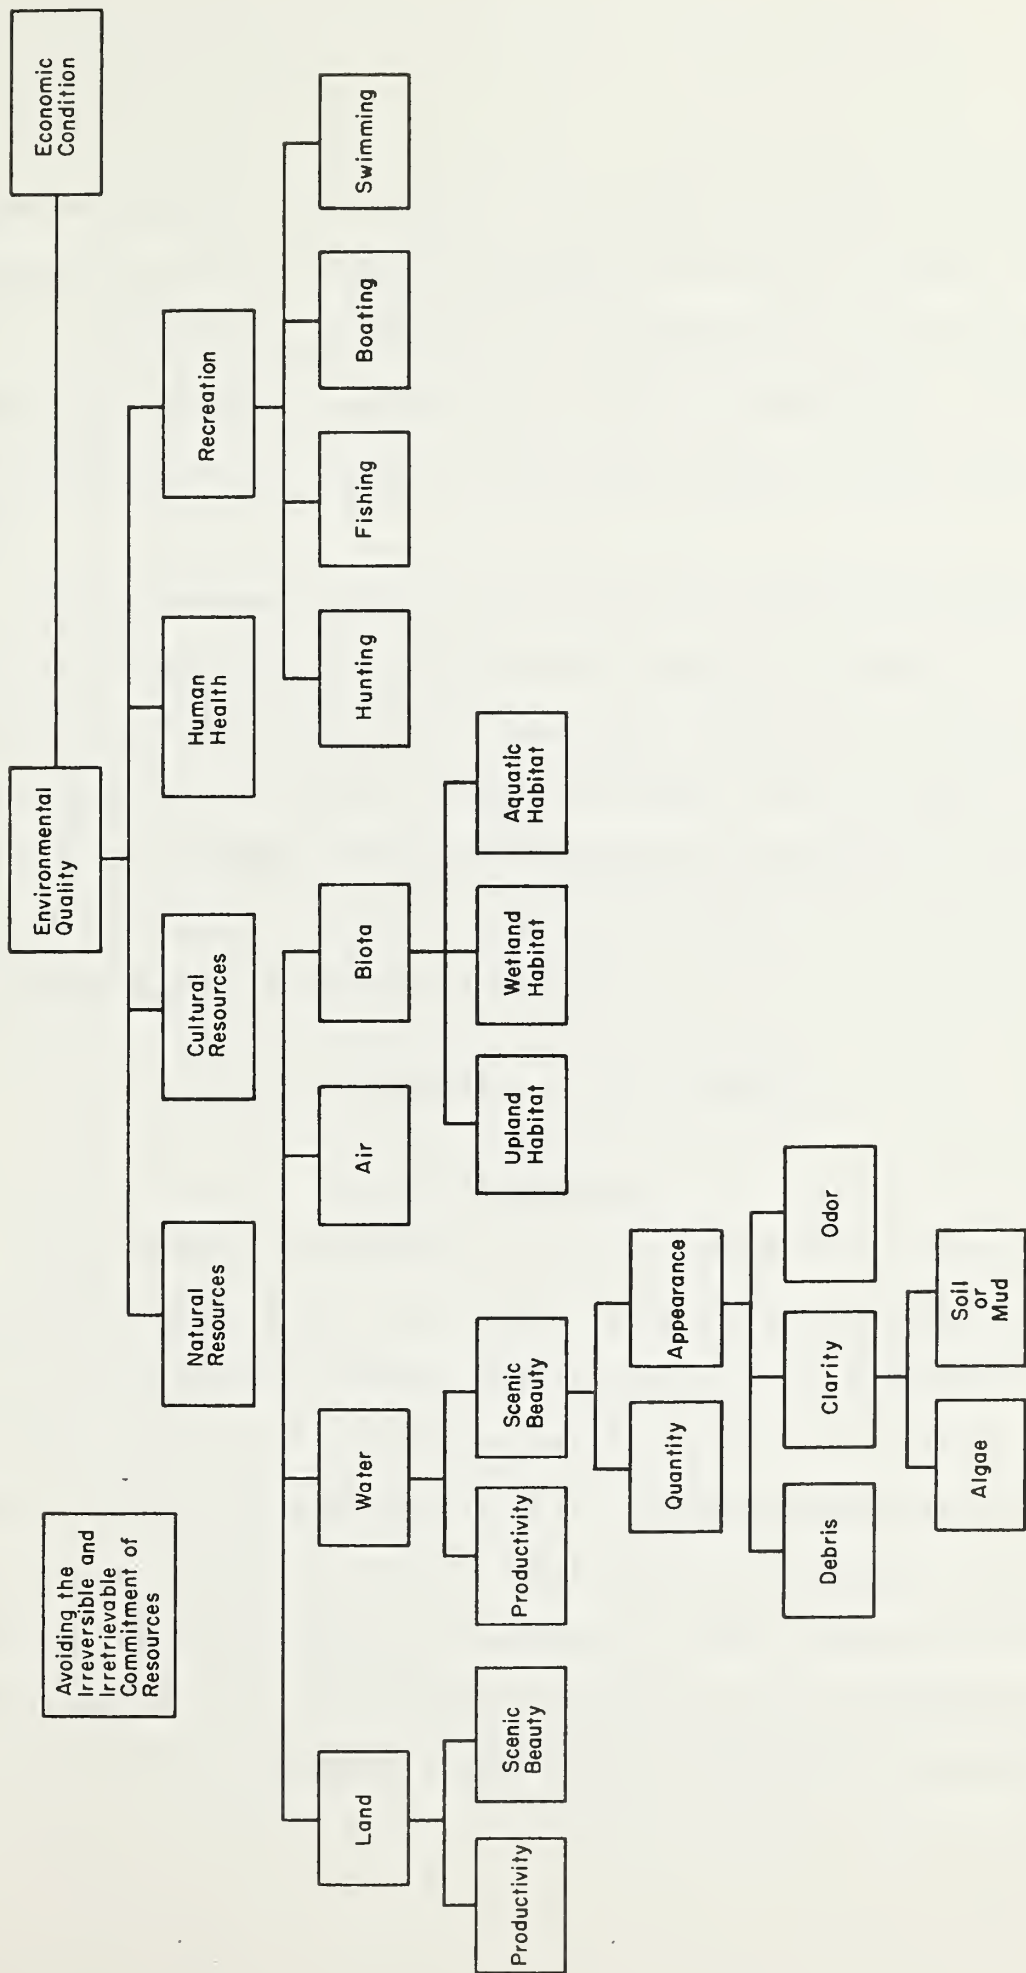 Environmental
Quality
Economic
Condition
Avoiding the
Irreversible and
Irretrievable
Commitment of
Resources
Natural
Resources
Cultural
Resources
Human
Health
Recreation
Land
Water
Air
Biota
Hunting
Fishing
Boating
Swimming
Productivity
Scenic
Beauty
Productivity
Scenic
Beauty
Upland
Habitat
Wetland
Habitat
Aquatic
Habitat
Quantity
Appearance
Debris
Clarity
Odor
Algae
Soil
or
Mud